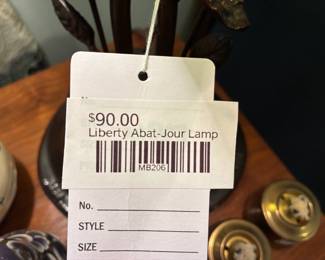 $90.00
Liberty Abat-Jour Lamp
MB206
No.
STYLE
SIZE